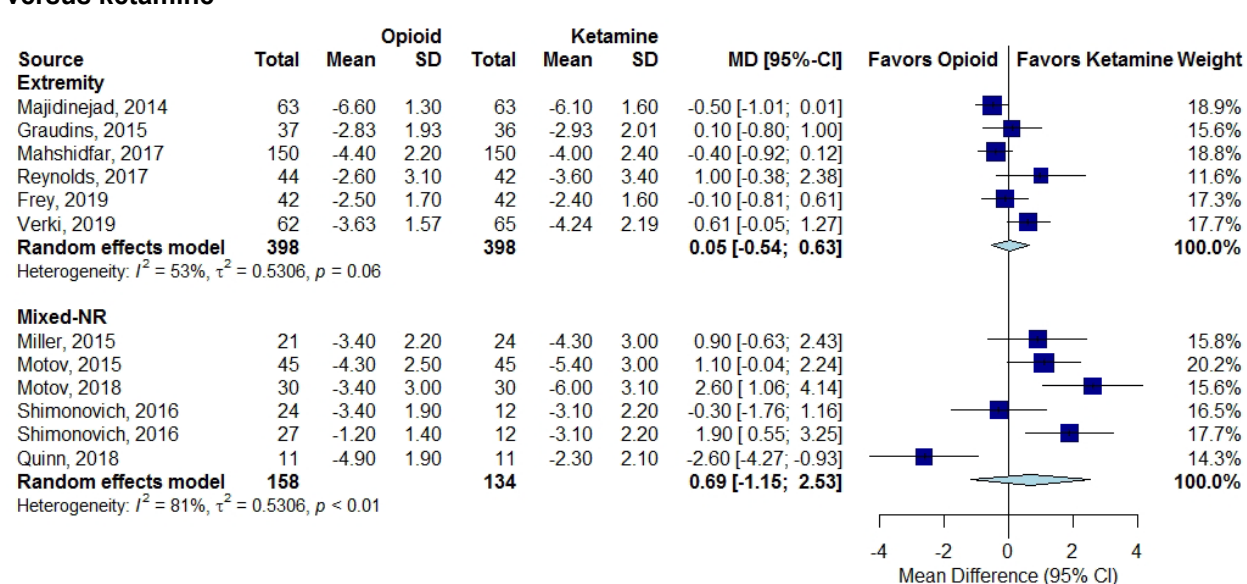 versus ketamine
Opioid Ketamine
Source Total Mean SD Total Mean SD MD [95%-CI] Favors Opioid Favors Ketamine Weight
Extremity
Majidinejad, 2014 63 -6.60 1.30 63 -6.10 1.60 -0.50 [-1.01; 0.01] 18.9%
Graudins, 2015 37 -2.83 1.93 36 -2.93 2.01 0.10 [-0.80; 1.00] 15.6%
Mahshidfar, 2017 150 -4.40 2.20 150 -4.00 2.40 -0.40 [-0.92; 0.12] 18.8%
Reynolds, 2017 44 -2.60 3.10 42 -3.60 3.40 1.00 [-0.38; 2.38] 11.6%
Frey, 2019 42 -2.50 1.70 42 -2.40 1.60 -0.10 [-0.81; 0.61] 17.3%
Verki, 2019 62 -3.63 1.57 65 -4.24 2.19 0.61 [-0.05; 1.27] 17.7%
Random effects model 398 398 0.05 [-0.54; 0.63] 100.0%
Heterogeneity: I² = 53%, τ² = 0.5306, p = 0.06
Mixed-NR
Miller, 2015 21 -3.40 2.20 24 -4.30 3.00 0.90 [-0.63; 2.43] 15.8%
Motov, 2015 45 -4.30 2.50 45 -5.40 3.00 1.10 [-0.04; 2.24] 20.2%
Motov, 2018 30 -3.40 3.00 30 -6.00 3.10 2.60 [ 1.06; 4.14] 15.6%
Shimonovich, 2016 24 -3.40 1.90 12 -3.10 2.20 -0.30 [-1.76; 1.16] 16.5%
Shimonovich, 2016 27 -1.20 1.40 12 -3.10 2.20 1.90 [ 0.55; 3.25] 17.7%
Quinn, 2018 11 -4.90 1.90 11 -2.30 2.10 -2.60 [-4.27; -0.93] 14.3%
Random effects model 158 134 0.69 [-1.15; 2.53] 100.0%
Heterogeneity: I² = 81%, τ² = 0.5306, p < 0.01
-4 -2 0 2 4
Mean Difference (95% CI)